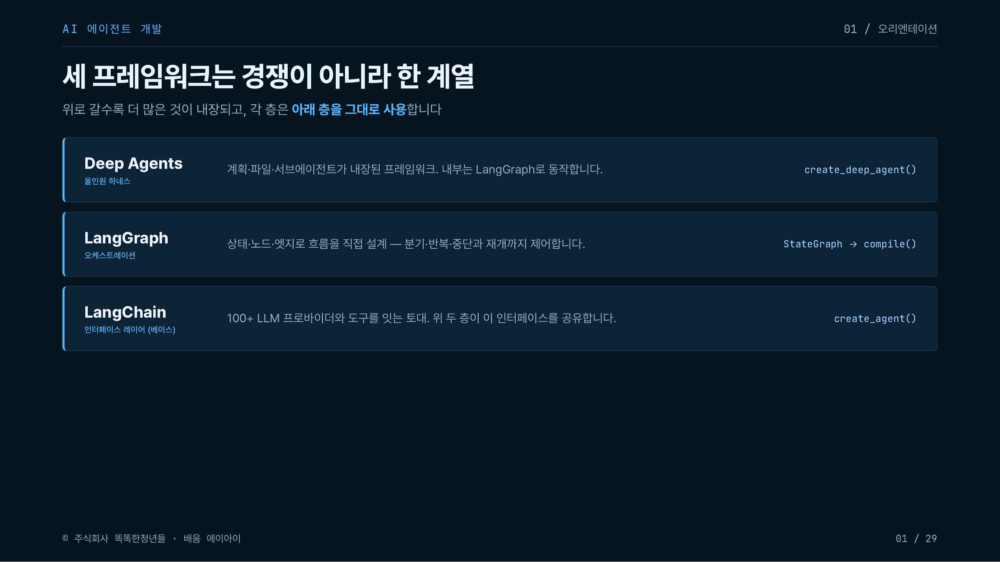 AI 에이전트 개발
01 / 오리엔테이션
세 프레임워크는 경쟁이 아니라 한 계열
위로 갈수록 더 많은 것이 내장되고, 각 층은 아래 층을 그대로 사용합니다
Deep Agents
올인원 하네스
계획·파일·서브에이전트가 내장된 프레임워크. 내부는 LangGraph로 동작합니다.
create_deep_agent()
LangGraph
오케스트레이션
상태·노드·엣지로 흐름을 직접 설계 — 분기·반복·중단과 재개까지 제어합니다.
StateGraph → compile()
LangChain
인터페이스 레이어 (베이스)
100+ LLM 프로바이더와 도구를 잇는 토대. 위 두 층이 이 인터페이스를 공유합니다.
create_agent()
© 주식회사 똑똑한청년들 · 배움 에이아이
01 / 29